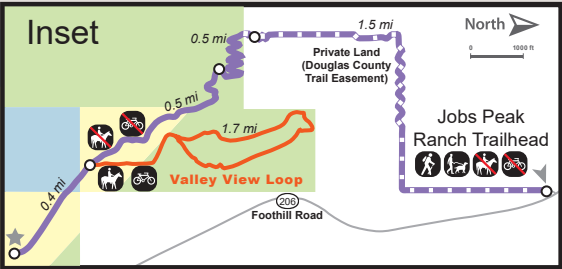 Inset
0.5 mi
1.5 mi
North
0
1000 ft
Private Land
(Douglas County
Trail Easement)
0.5 mi
1.7 mi
Jobs Peak
Ranch Trailhead
Valley View Loop
0.4 mi
206
Foothill Road